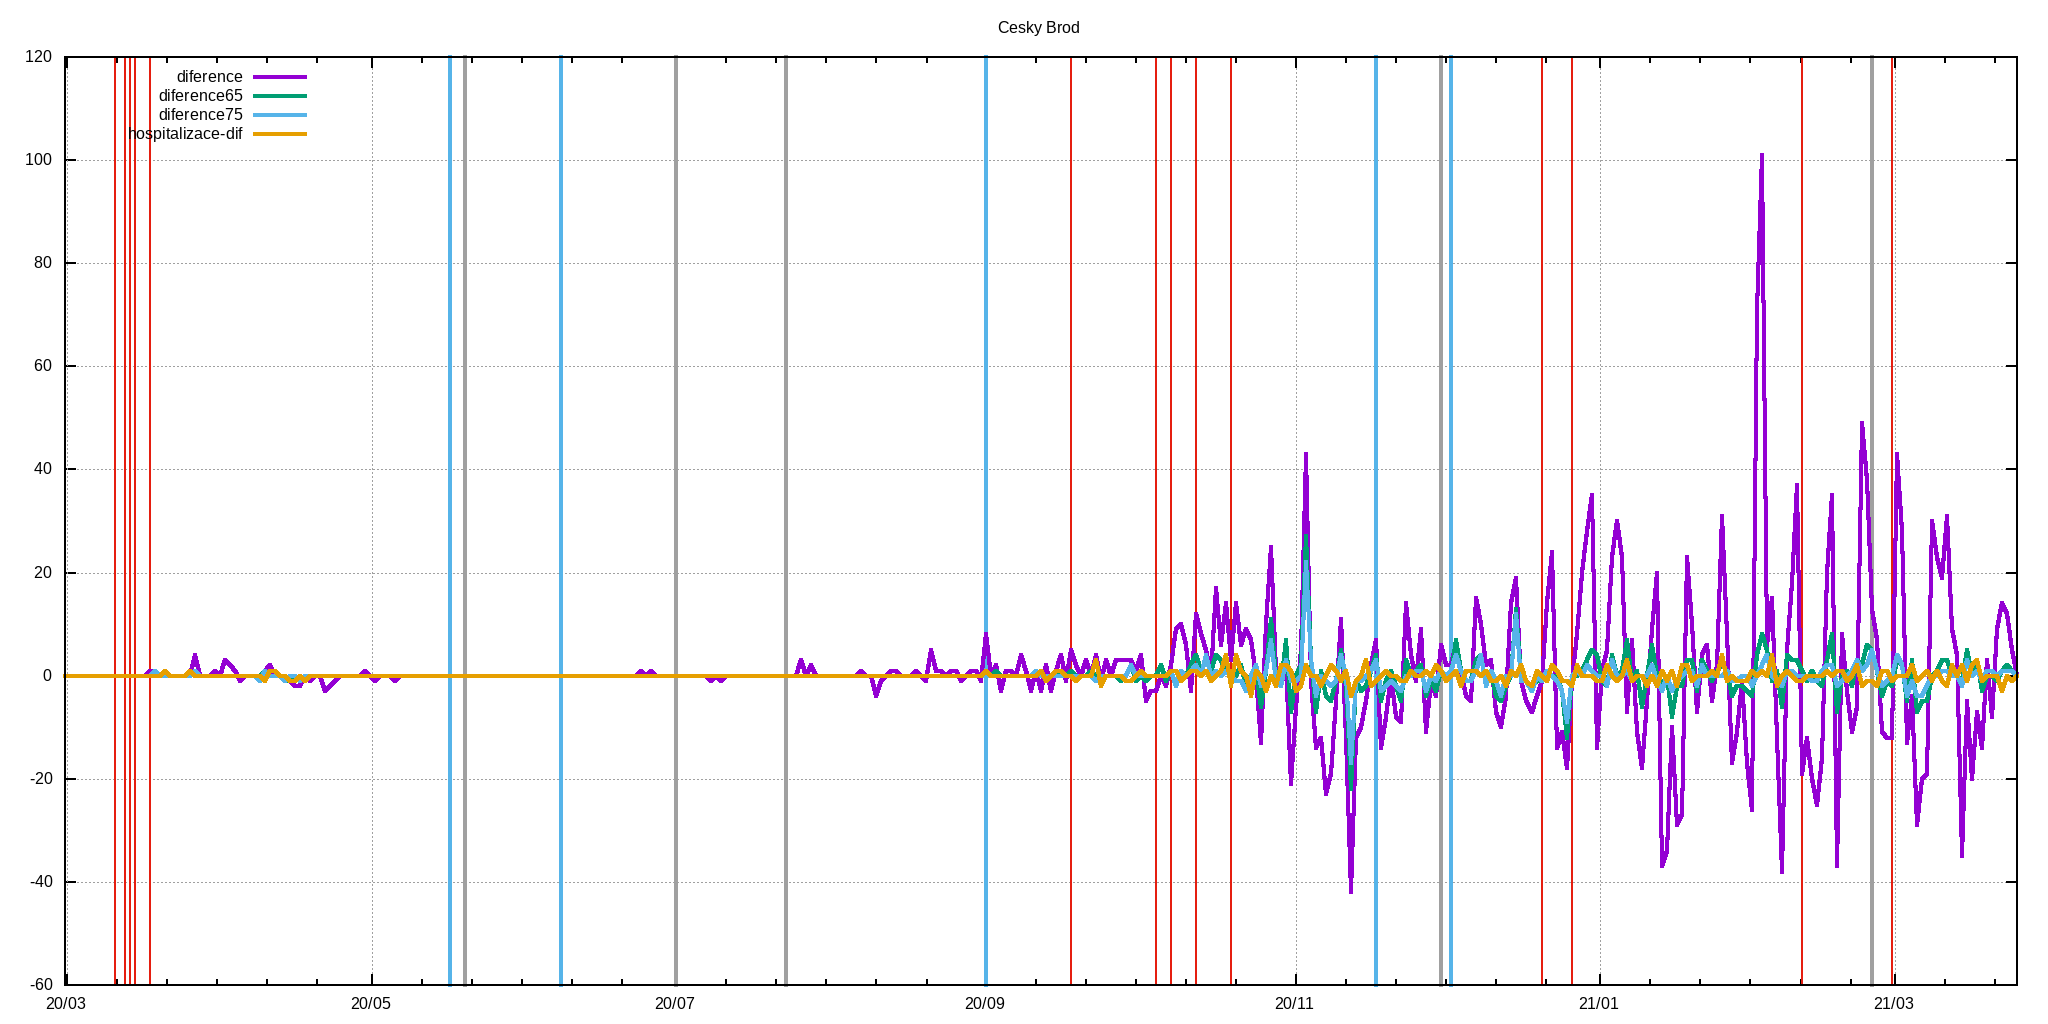 Cesky Brod
120
100
80
60
40
20
0
-20
-40
-60
diference
diference65
diference75
hospitalizace-dif
20/03 20/05 20/07 20/09 20/11 21/01 21/03